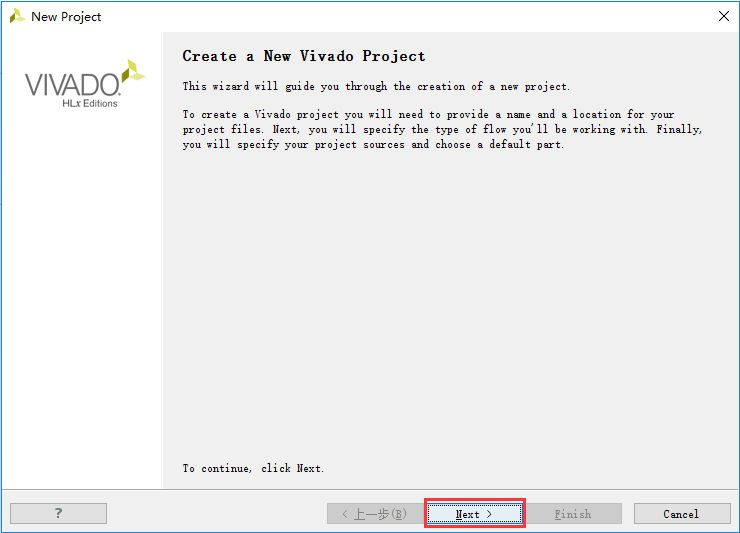 New Project
VIVADO.
HLx Editions
Create a New Vivado Project
This wizard will guide you through the creation of a new project.
To create a Vivado project you will need to provide a name and a location for your
project files. Next, you will specify the type of flow you'll be working with. Finally,
you will specify your project sources and choose a default part.
To continue, click Next.
?
< 上一步(B)
Next >
Finish
Cancel